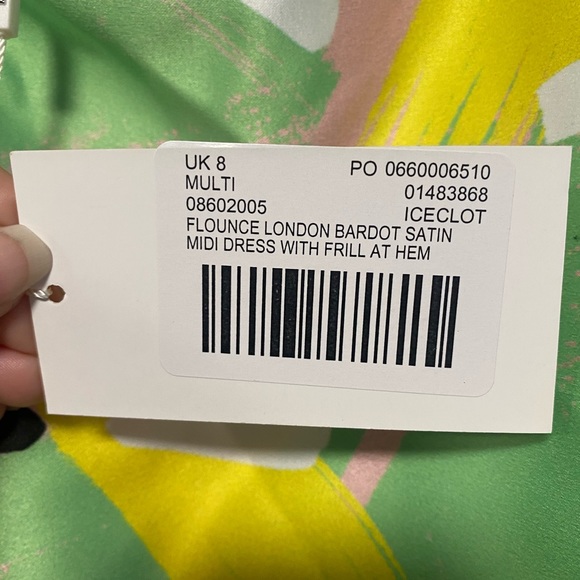 UK 8 PO 0660006510
MULTI 01483868
08602005 ICECLOT
FLOUNCE LONDON BARDOT SATIN
MIDI DRESS WITH FRILL AT HEM